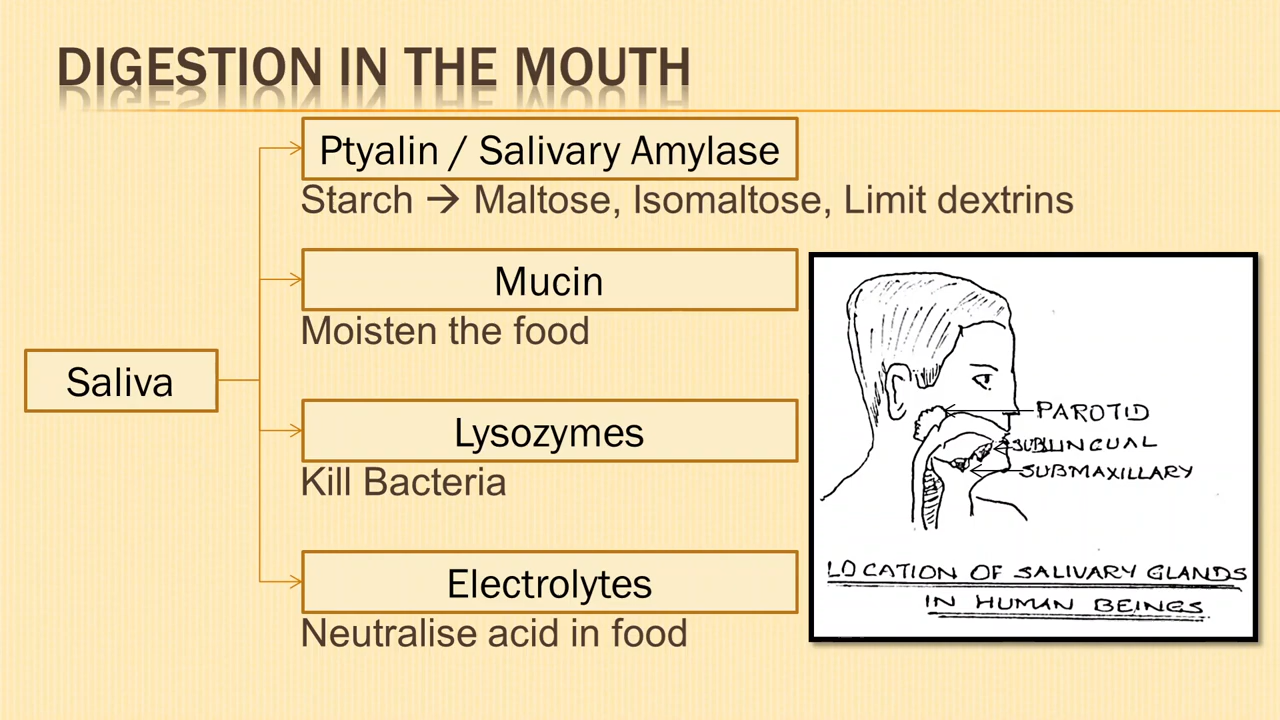 DIGESTION IN THE MOUTH
Saliva
Ptyalin / Salivary Amylase
Starch → Maltose, Isomaltose, Limit dextrins
Mucin
Moisten the food
Lysozymes
Kill Bacteria
Electrolytes
Neutralise acid in food
PAROTID
SUBLINGUAL
SUBMAXILLARY
LOCATION OF SALIVARY GLANDS
IN HUMAN BEINGS